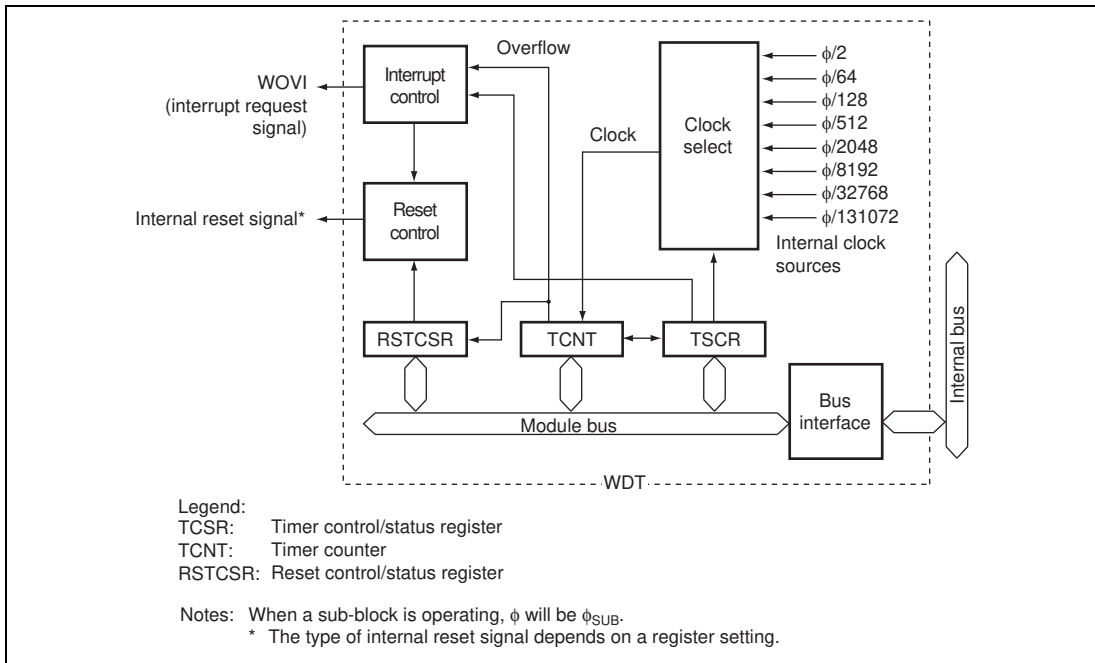 Overflow
Interrupt
control
WOVI
(interrupt request
signal)
Internal reset signal*
Reset
control
Clock
Clock
select
ϕ/2
ϕ/64
ϕ/128
ϕ/512
ϕ/2048
ϕ/8192
ϕ/32768
ϕ/131072
Internal clock
sources
RSTCSR
TCNT
TSCR
Module bus
Bus
interface
Internal bus
WDT
Legend:
TCSR: Timer control/status register
TCNT: Timer counter
RSTCSR: Reset control/status register
Notes: When a sub-block is operating, ϕ will be ϕSUB.
* The type of internal reset signal depends on a register setting.